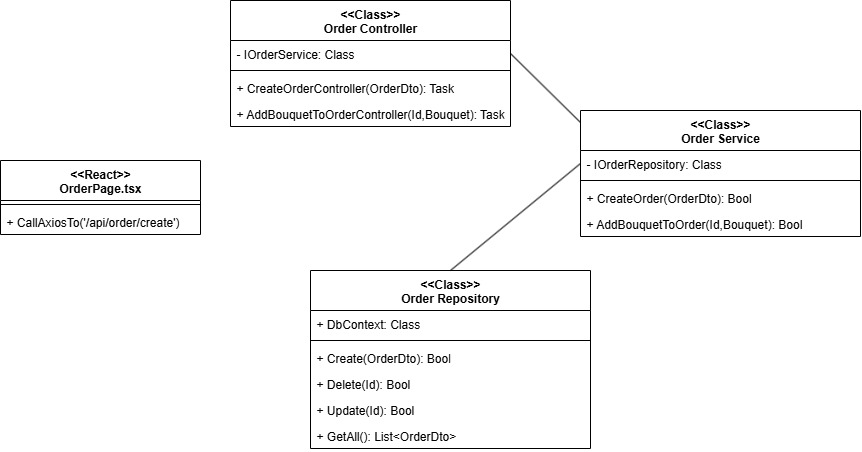 <<Class>>
Order Controller
- IOrderService: Class
+ CreateOrderController(OrderDto): Task
+ AddBouquetToOrderController(Id,Bouquet): Task
<<Class>>
Order Service
- IOrderRepository: Class
+ CreateOrder(OrderDto): Bool
+ AddBouquetToOrder(Id,Bouquet): Bool
<<React>>
OrderPage.tsx
+ CallAxiosTo('/api/order/create')
<<Class>>
Order Repository
+ DbContext: Class
+ Create(OrderDto): Bool
+ Delete(Id): Bool
+ Update(Id): Bool
+ GetAll(): List<OrderDto>